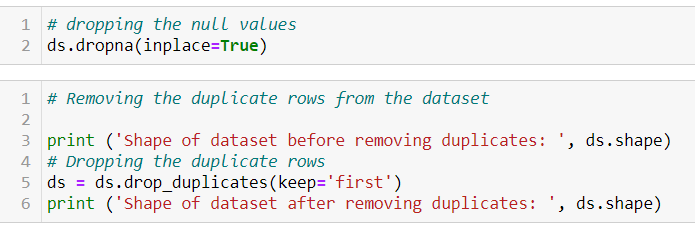 1 # dropping the null values
2 ds.dropna(inplace=True)
1 # Removing the duplicate rows from the dataset
2
3 print ('Shape of dataset before removing duplicates: ', ds.shape)
4 # Dropping the duplicate rows
5 ds = ds.drop_duplicates(keep='first')
6 print ('Shape of dataset after removing duplicates: ', ds.shape)